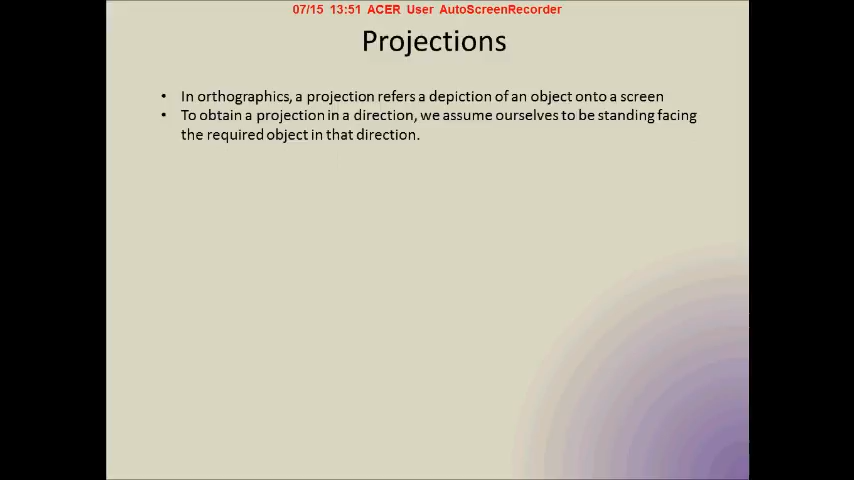 07/15 13:51 ACER User AutoScreenRecorder
Projections
• In orthographics, a projection refers a depiction of an object onto a screen
• To obtain a projection in a direction, we assume ourselves to be standing facing
the required object in that direction.